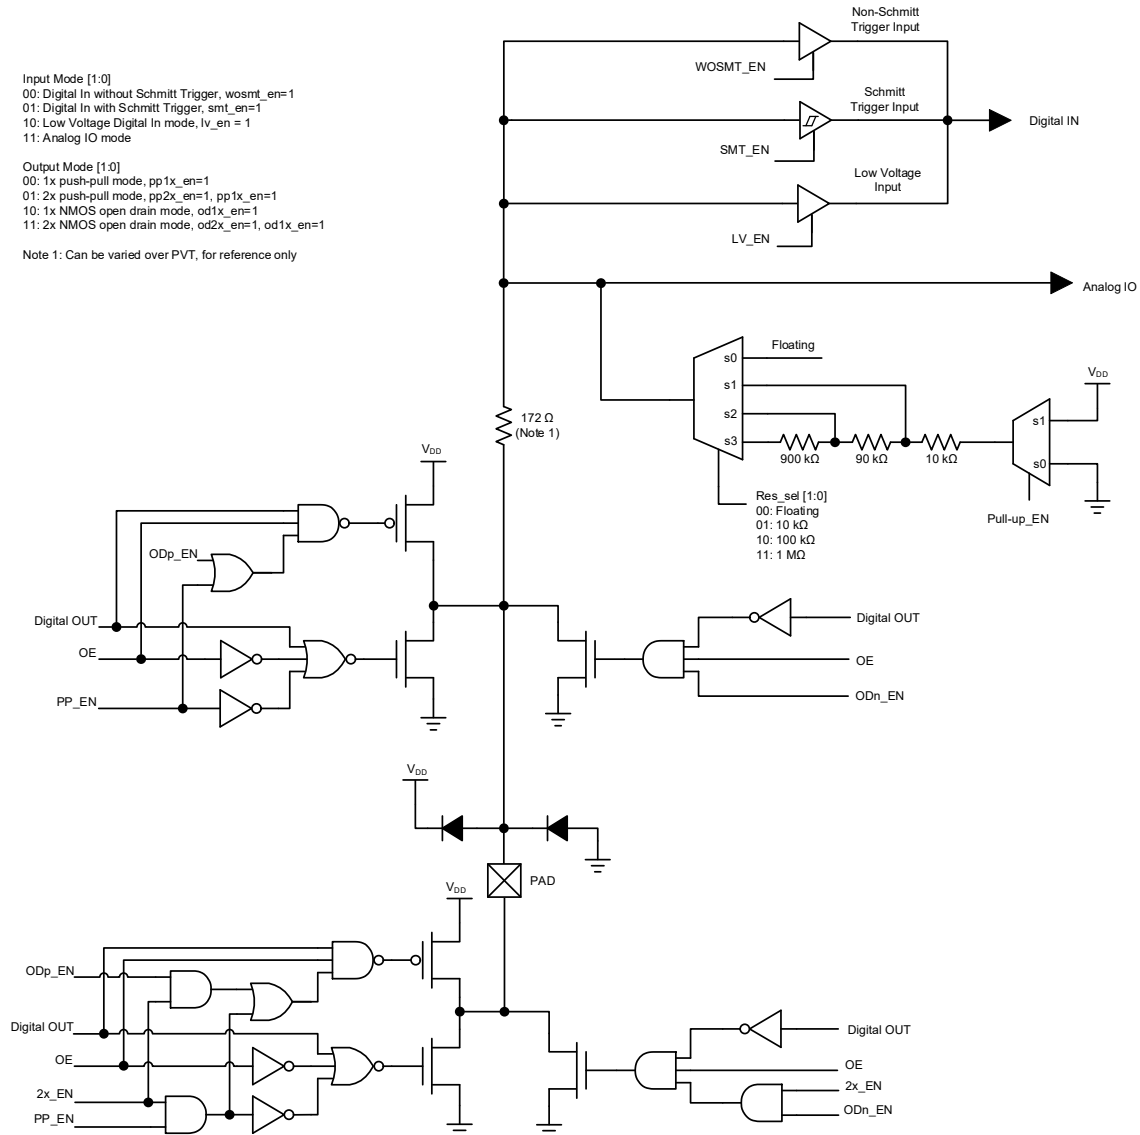 Non-Schmitt
Trigger Input
WOSMT_EN
Input Mode [1:0]
00: Digital In without Schmitt Trigger, wosmt_en=1
01: Digital In with Schmitt Trigger, smt_en=1
10: Low Voltage Digital In mode, lv_en = 1
11: Analog IO mode
Schmitt
Trigger Input
Digital IN
SMT_EN
Output Mode [1:0]
00: 1x push-pull mode, pp1x_en=1
01: 2x push-pull mode, pp2x_en=1, pp1x_en=1
10: 1x NMOS open drain mode, od1x_en=1
11: 2x NMOS open drain mode, od2x_en=1, od1x_en=1
Low Voltage
Input
LV_EN
Note 1: Can be varied over PVT, for reference only
Analog IO
Floating
s0
s1
s2
s3
900 kΩ
90 kΩ
10 kΩ
VDD
s1
s0
Pull-up_EN
172 Ω
(Note 1)
Res_sel [1:0]
00: Floating
01: 10 kΩ
10: 100 kΩ
11: 1 MΩ
VDD
ODp_EN
Digital OUT
OE
PP_EN
Digital OUT
OE
ODn_EN
VDD
PAD
VDD
ODp_EN
Digital OUT
OE
2x_EN
PP_EN
Digital OUT
OE
2x_EN
ODn_EN